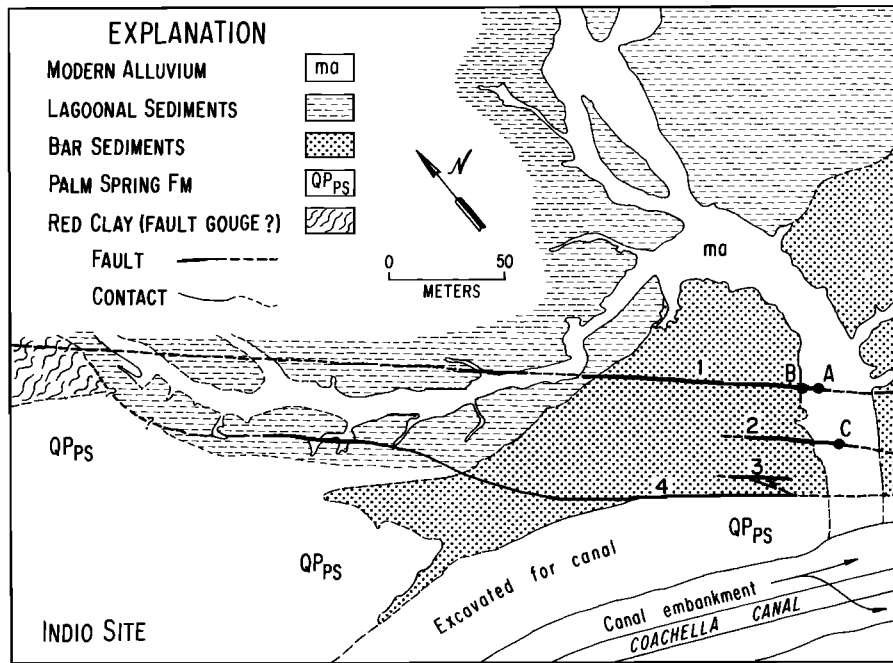 EXPLANATION
MODERN ALLUVIUM ma
LAGOONAL SEDIMENTS
BAR SEDIMENTS
PALM SPRING FM QPPS
RED CLAY (FAULT GOUGE?)
FAULT
CONTACT
N
0 50
METERS
ma
1 B A
2 C
3
4
QPPS
QPPS
QPPS
Excavated for canal
Canal embankment
COACHELLA CANAL
INDIO SITE